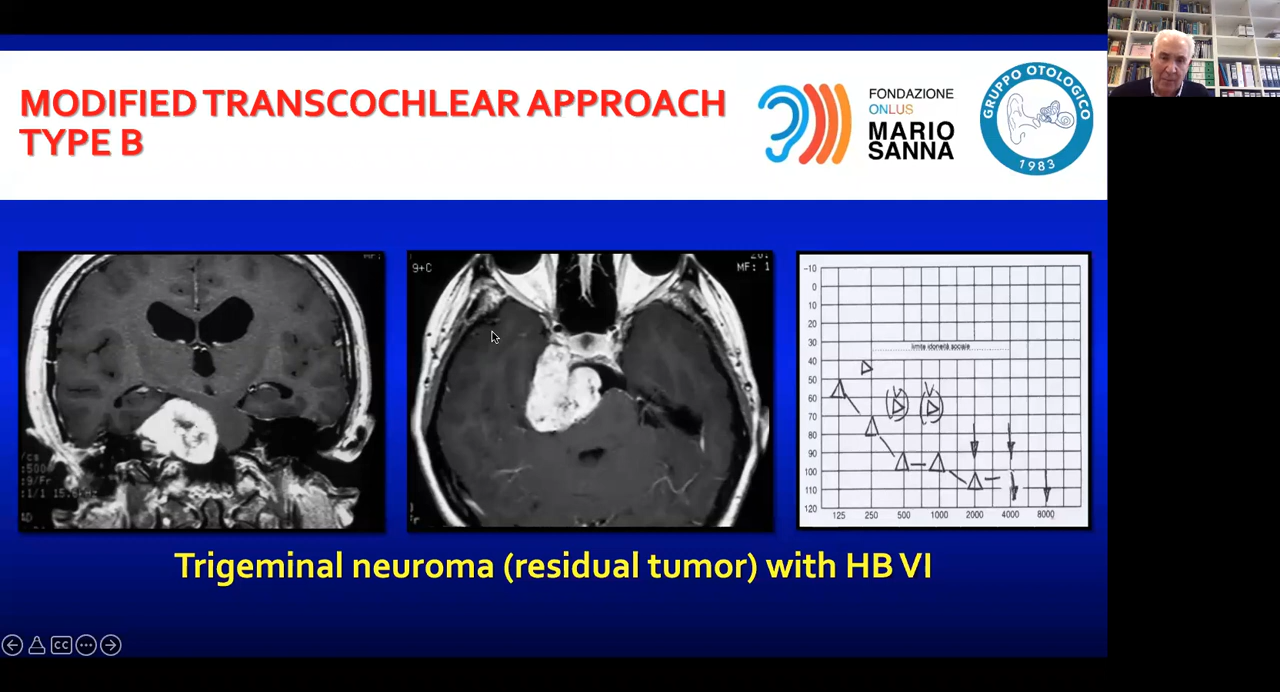 MODIFIED TRANSCOCHLEAR APPROACH
TYPE B
FONDAZIONE
ONLUS
MARIO
SANNA
GRUPPO OTOLOGICO
1983
9+C
MF: 1
limite idoneità sociale
-10
0
10
20
30
40
50
60
70
80
90
100
110
120
125 250 500 1000 2000 4000 8000
Trigeminal neuroma (residual tumor) with HB VI
CC